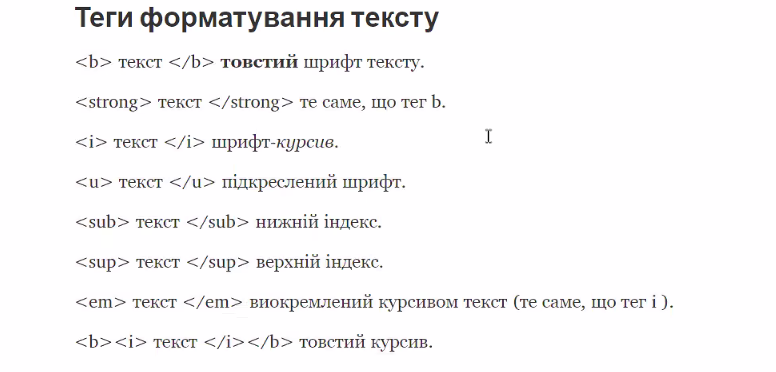 Теги форматування тексту
<b> текст </b> товстий шрифт тексту.
<strong> текст </strong> те саме, що тег b.
<i> текст </i> шрифт-курсив.
<u> текст </u> підкреслений шрифт.
<sub> текст </sub> нижній індекс.
<sup> текст </sup> верхній індекс.
<em> текст </em> виокремлений курсивом текст (те саме, що тег i ).
<b><i> текст </i></b> товстий курсив.